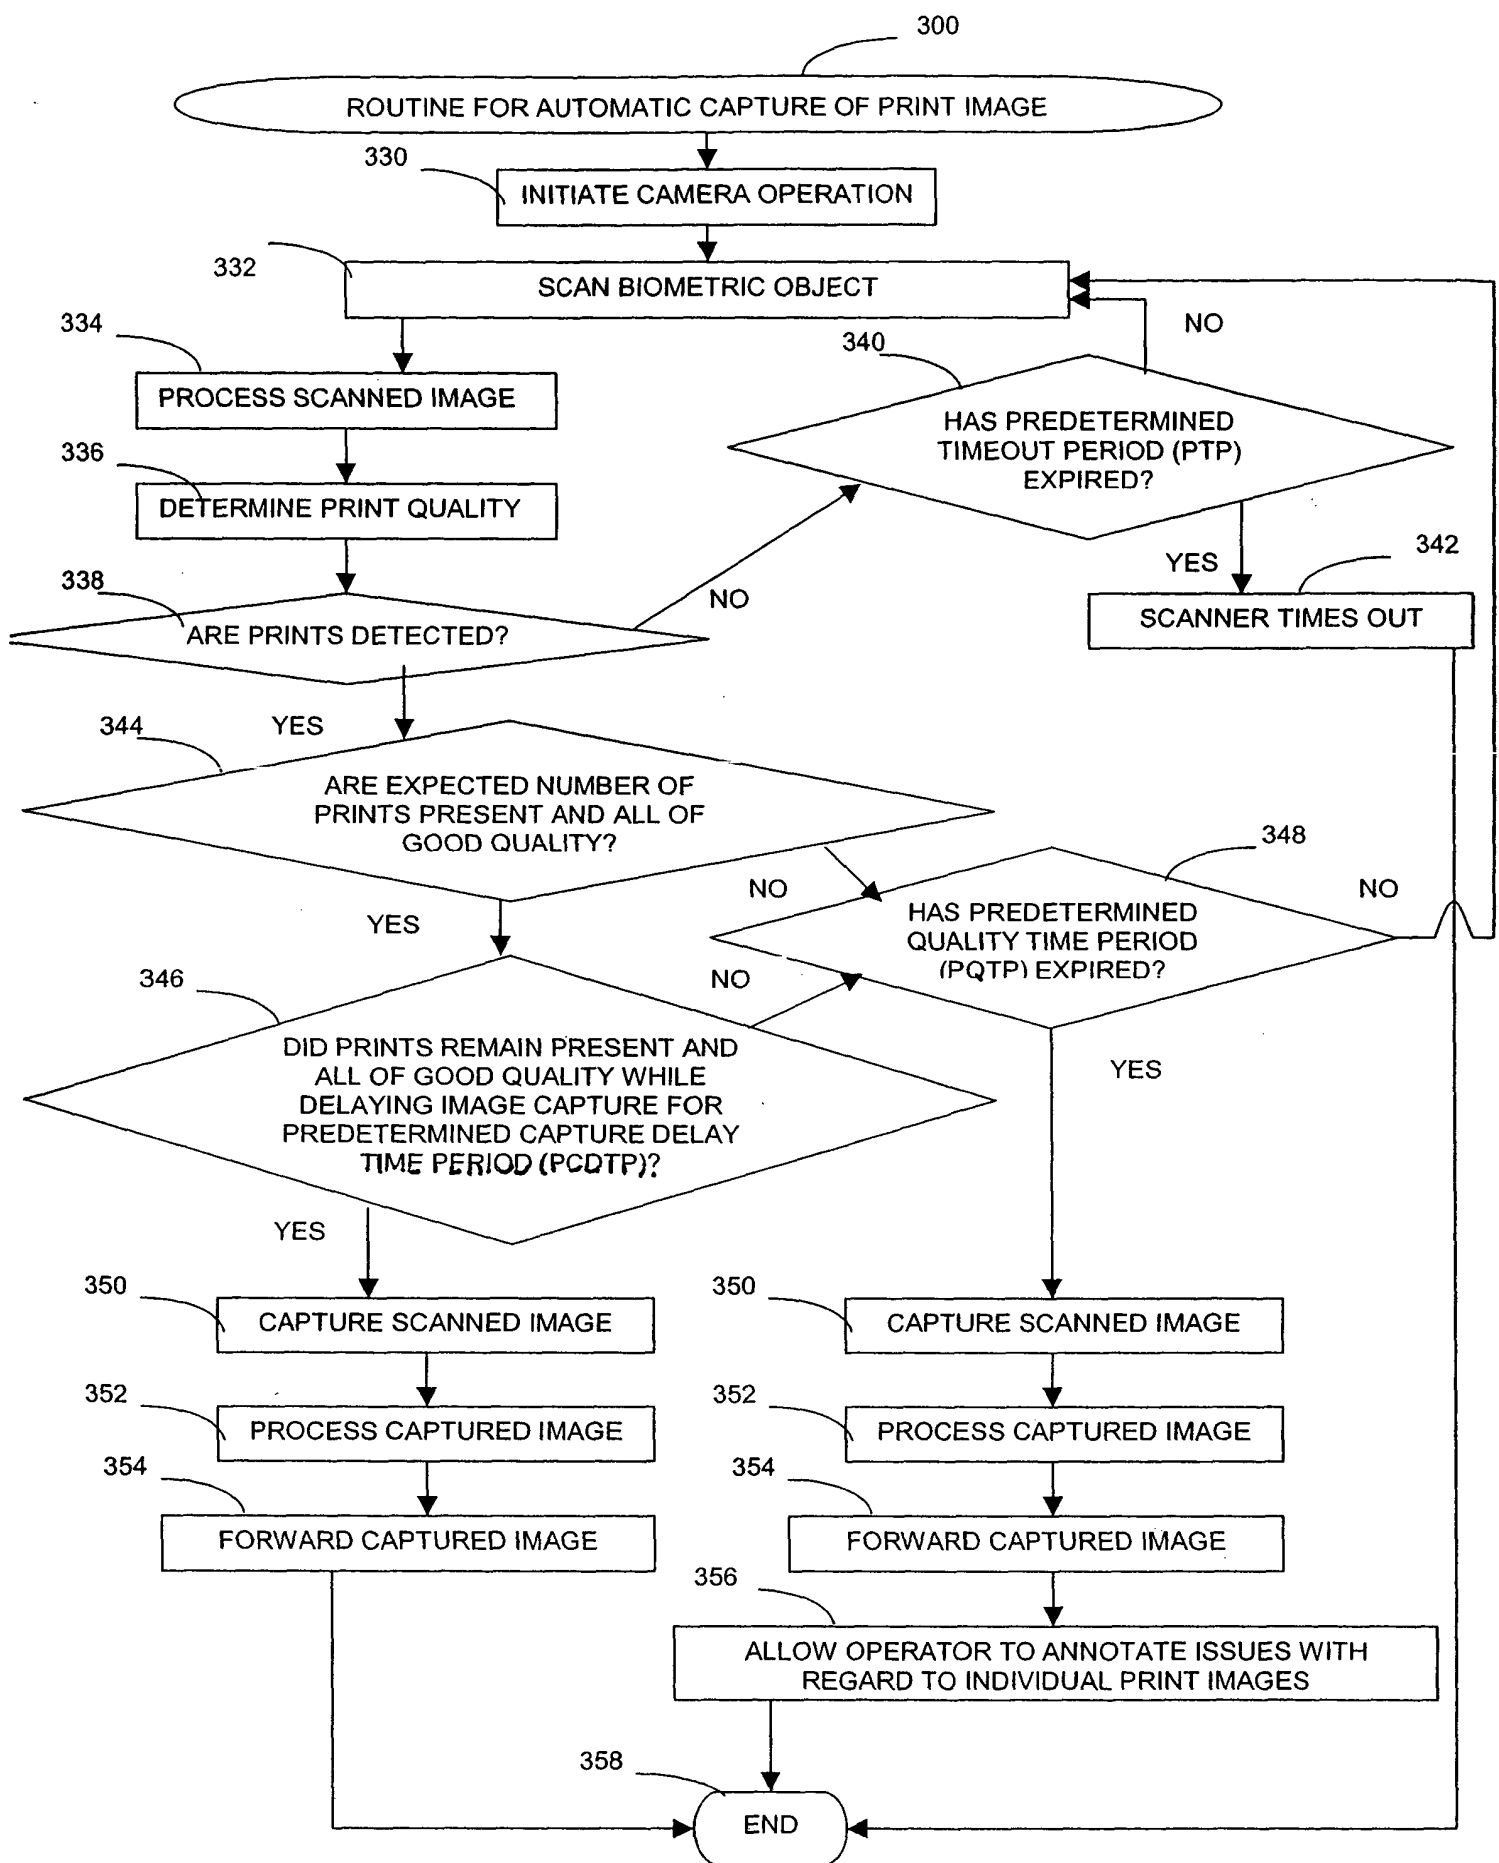 300
ROUTINE FOR AUTOMATIC CAPTURE OF PRINT IMAGE
330
INITIATE CAMERA OPERATION
332
SCAN BIOMETRIC OBJECT
334
NO
340
PROCESS SCANNED IMAGE
HAS PREDETERMINED
TIMEOUT PERIOD (PTP)
EXPIRED?
336
DETERMINE PRINT QUALITY
YES
342
338
NO
SCANNER TIMES OUT
ARE PRINTS DETECTED?
YES
344
ARE EXPECTED NUMBER OF
PRINTS PRESENT AND ALL OF
GOOD QUALITY?
348
NO
NO
YES
HAS PREDETERMINED
QUALITY TIME PERIOD
(PQTP) EXPIRED?
346
NO
DID PRINTS REMAIN PRESENT AND
ALL OF GOOD QUALITY WHILE
DELAYING IMAGE CAPTURE FOR
PREDETERMINED CAPTURE DELAY
TIME PERIOD (PCDTP)?
YES
YES
350
CAPTURE SCANNED IMAGE
350
CAPTURE SCANNED IMAGE
352
PROCESS CAPTURED IMAGE
352
PROCESS CAPTURED IMAGE
354
FORWARD CAPTURED IMAGE
354
FORWARD CAPTURED IMAGE
356
ALLOW OPERATOR TO ANNOTATE ISSUES WITH
REGARD TO INDIVIDUAL PRINT IMAGES
358
END